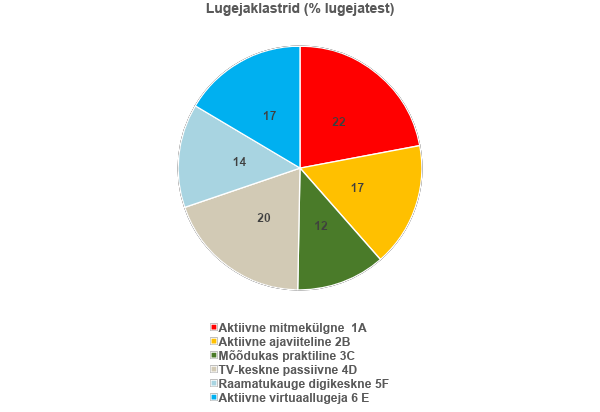 Lugejaklastrid (% lugejatest)
22
17
12
20
14
17
Aktiivne mitmekülgne  1A
Aktiivne ajaviiteline 2B
Mõõdukas praktiline 3C
TV-keskne passiivne 4D
Raamatukauge digikeskne 5F
Aktiivne virtuaallugeja 6 E